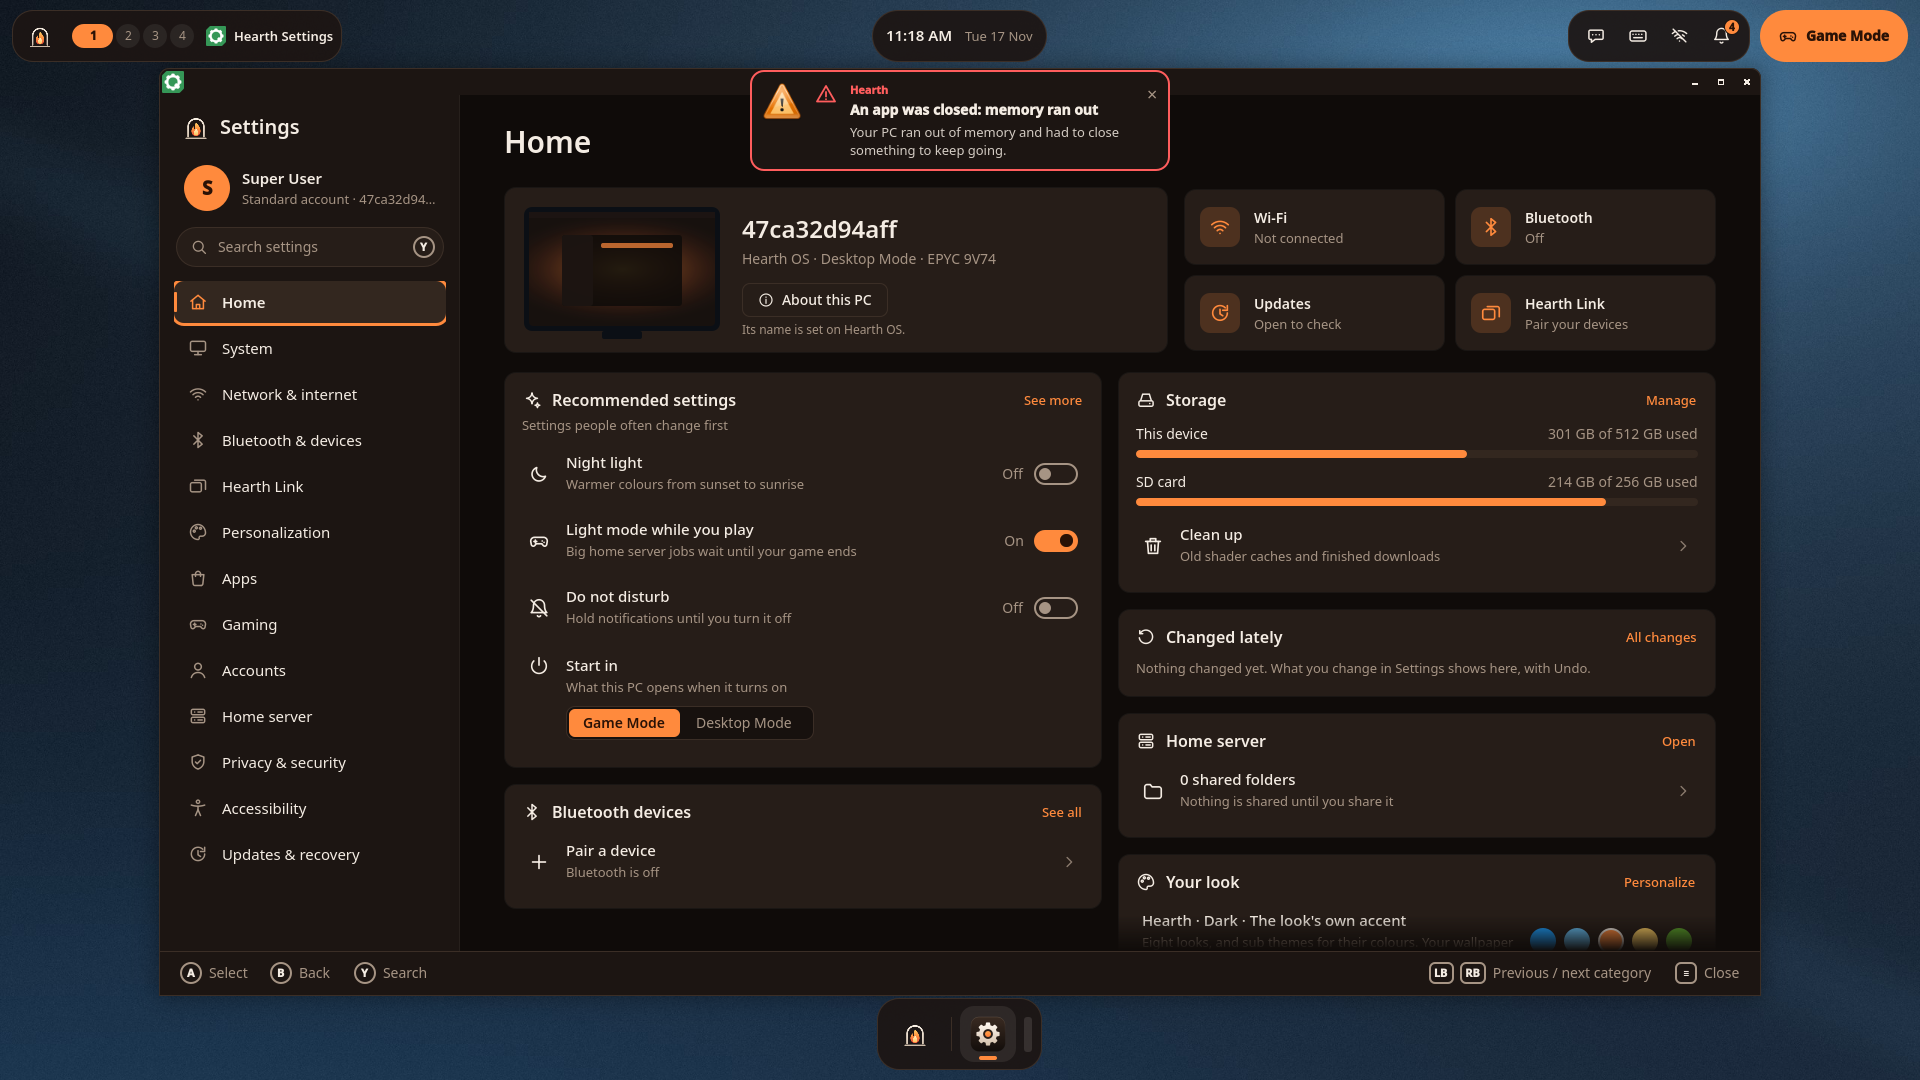 1 2 3 4 Hearth Settings
11:18 AM Tue 17 Nov
4 Game Mode
Hearth
An app was closed: memory ran out
Your PC ran out of memory and had to close
something to keep going.
Settings
S Super User
Standard account · 47ca32d94...
Search settings Y
Home
System
Network & internet
Bluetooth & devices
Hearth Link
Personalization
Apps
Gaming
Accounts
Home server
Privacy & security
Accessibility
Updates & recovery
Home
47ca32d94aff
Hearth OS · Desktop Mode · EPYC 9V74
About this PC
Its name is set on Hearth OS.
Wi-Fi
Not connected
Bluetooth
Off
Updates
Open to check
Hearth Link
Pair your devices
Recommended settings See more
Settings people often change first
Night light
Warmer colours from sunset to sunrise
Off
Light mode while you play
Big home server jobs wait until your game ends
On
Do not disturb
Hold notifications until you turn it off
Off
Start in
What this PC opens when it turns on
Game Mode Desktop Mode
Bluetooth devices See all
Pair a device
Bluetooth is off
Storage Manage
This device 301 GB of 512 GB used
SD card 214 GB of 256 GB used
Clean up
Old shader caches and finished downloads
Changed lately All changes
Nothing changed yet. What you change in Settings shows here, with Undo.
Home server Open
0 shared folders
Nothing is shared until you share it
Your look Personalize
Hearth · Dark · The look's own accent
Eight looks, and sub themes for their colours. Your wallpaper
A Select B Back Y Search
LB RB Previous / next category Close